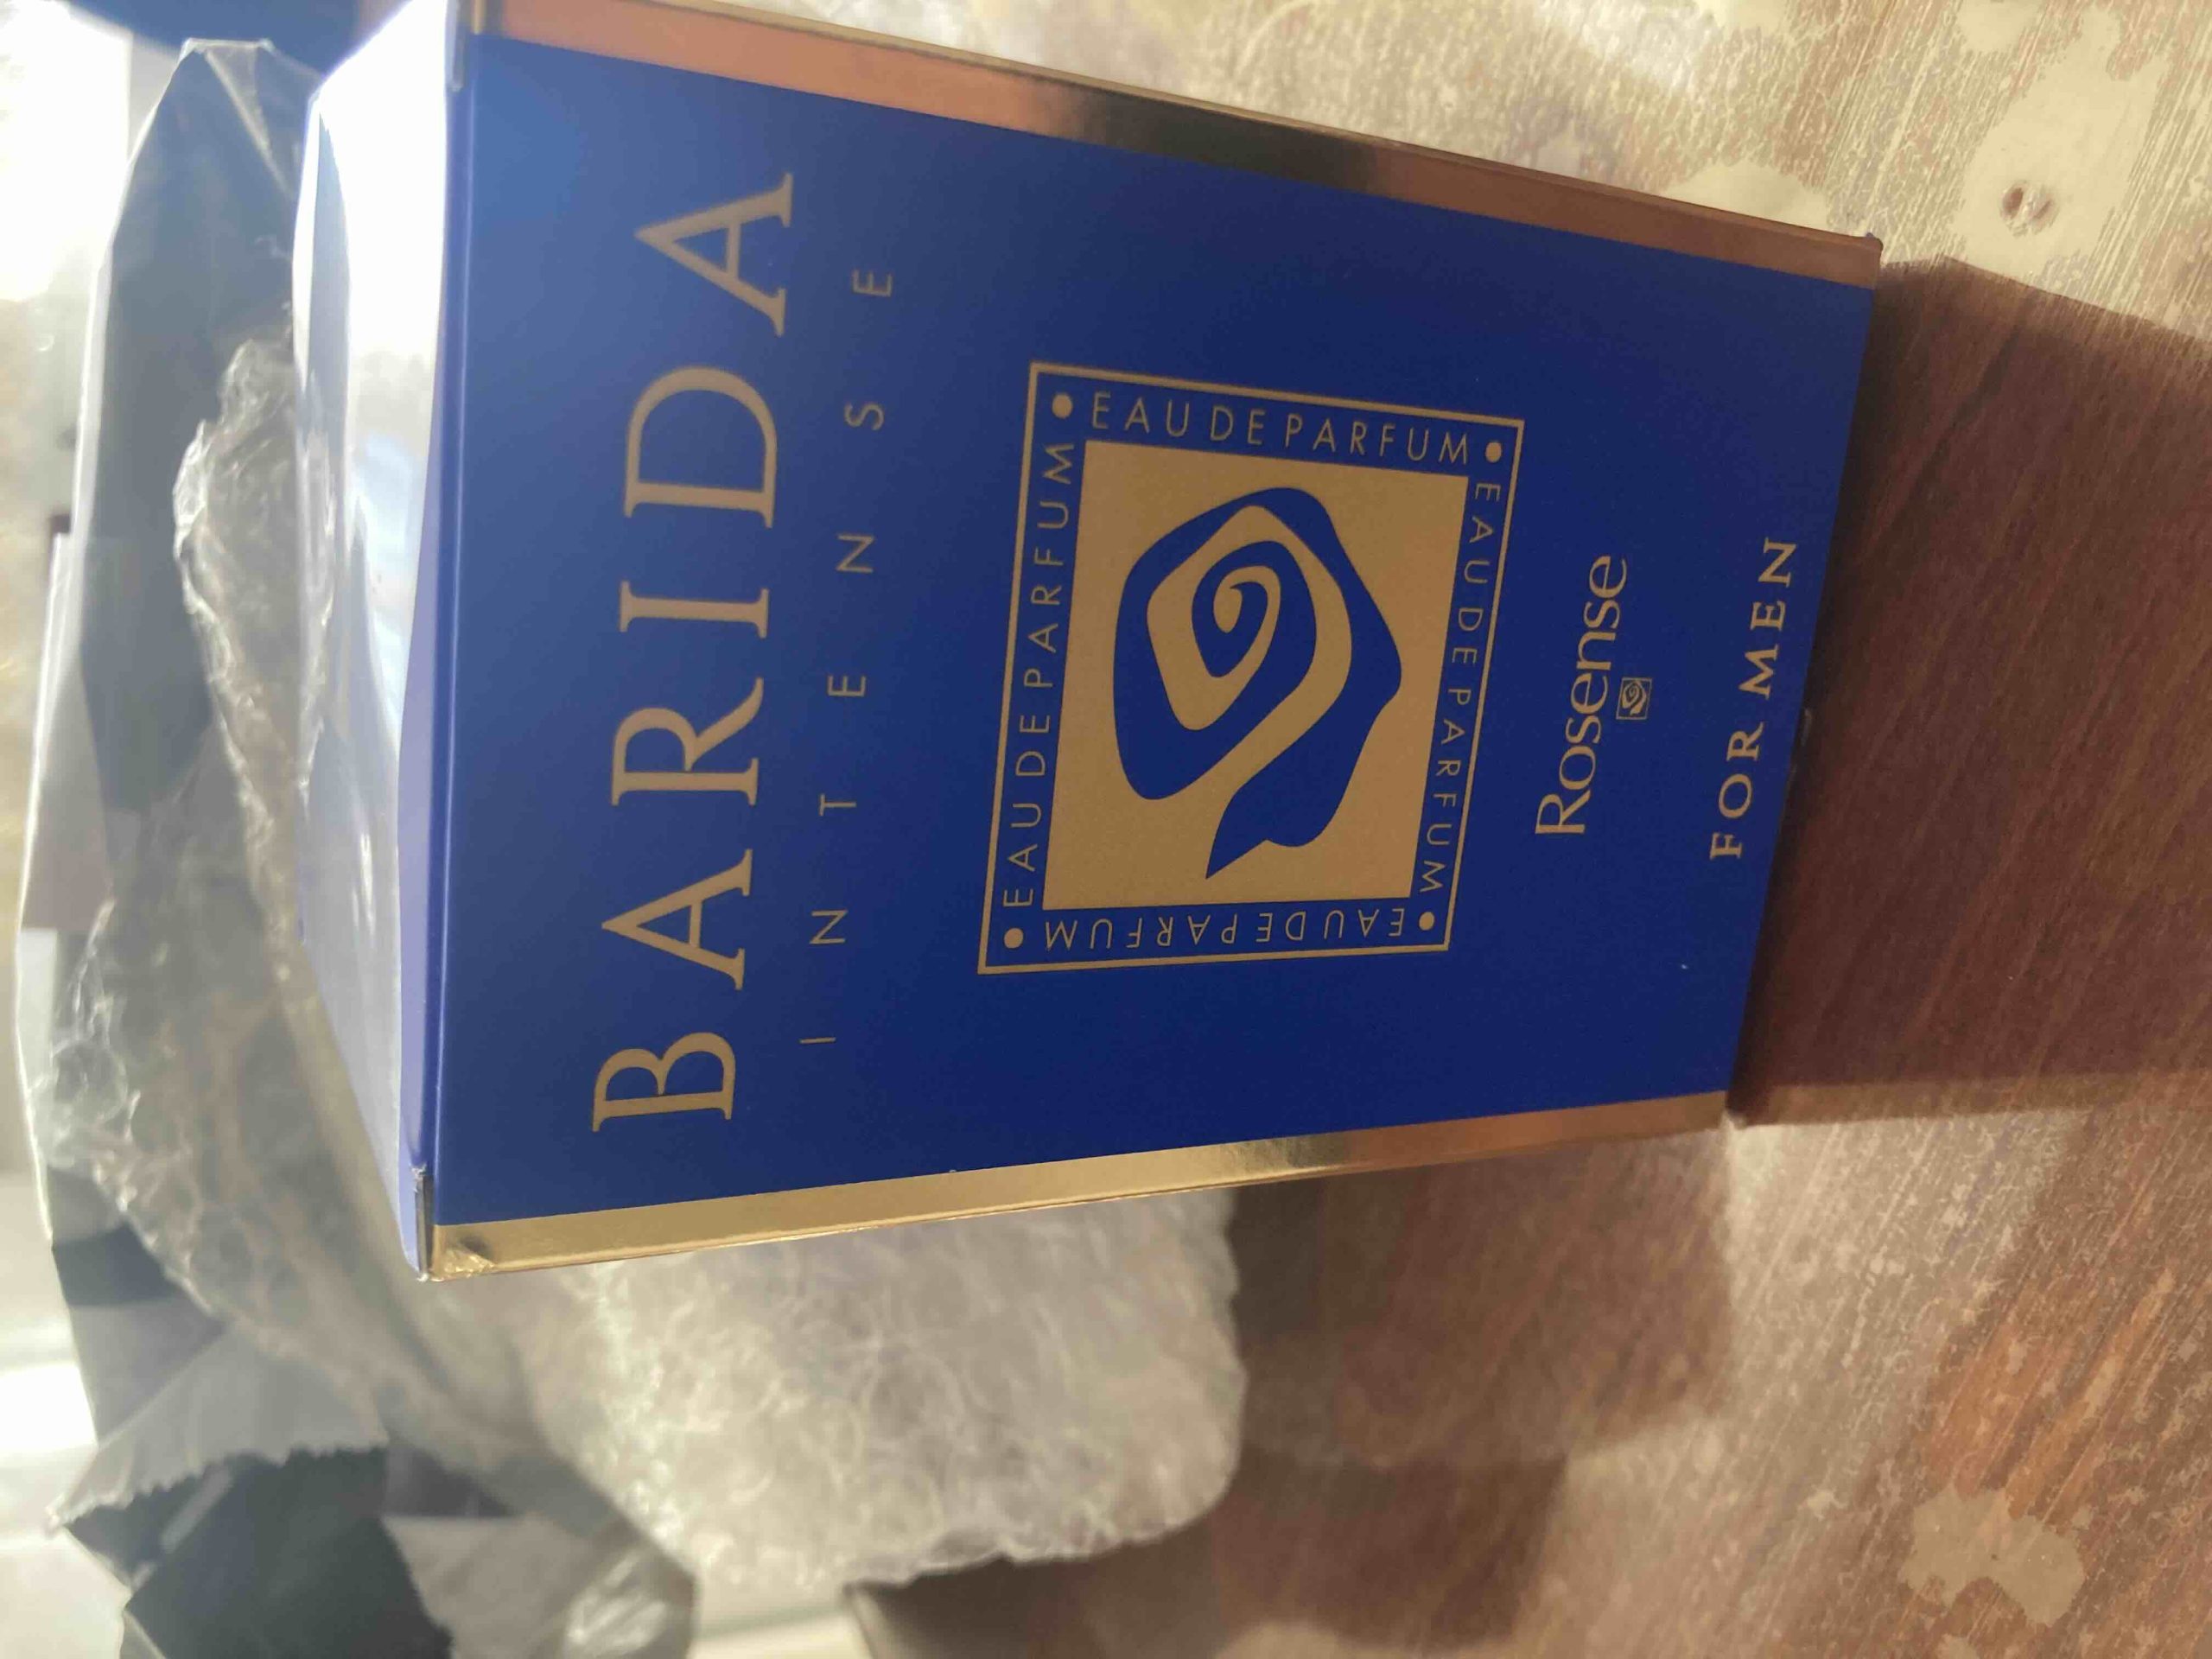 BARIDA
INTENSE
EAU DE PARFUM
EAU DE PARFUM
EAU DE PARFUM
EAU DE PARFUM
Rosense
FOR MEN